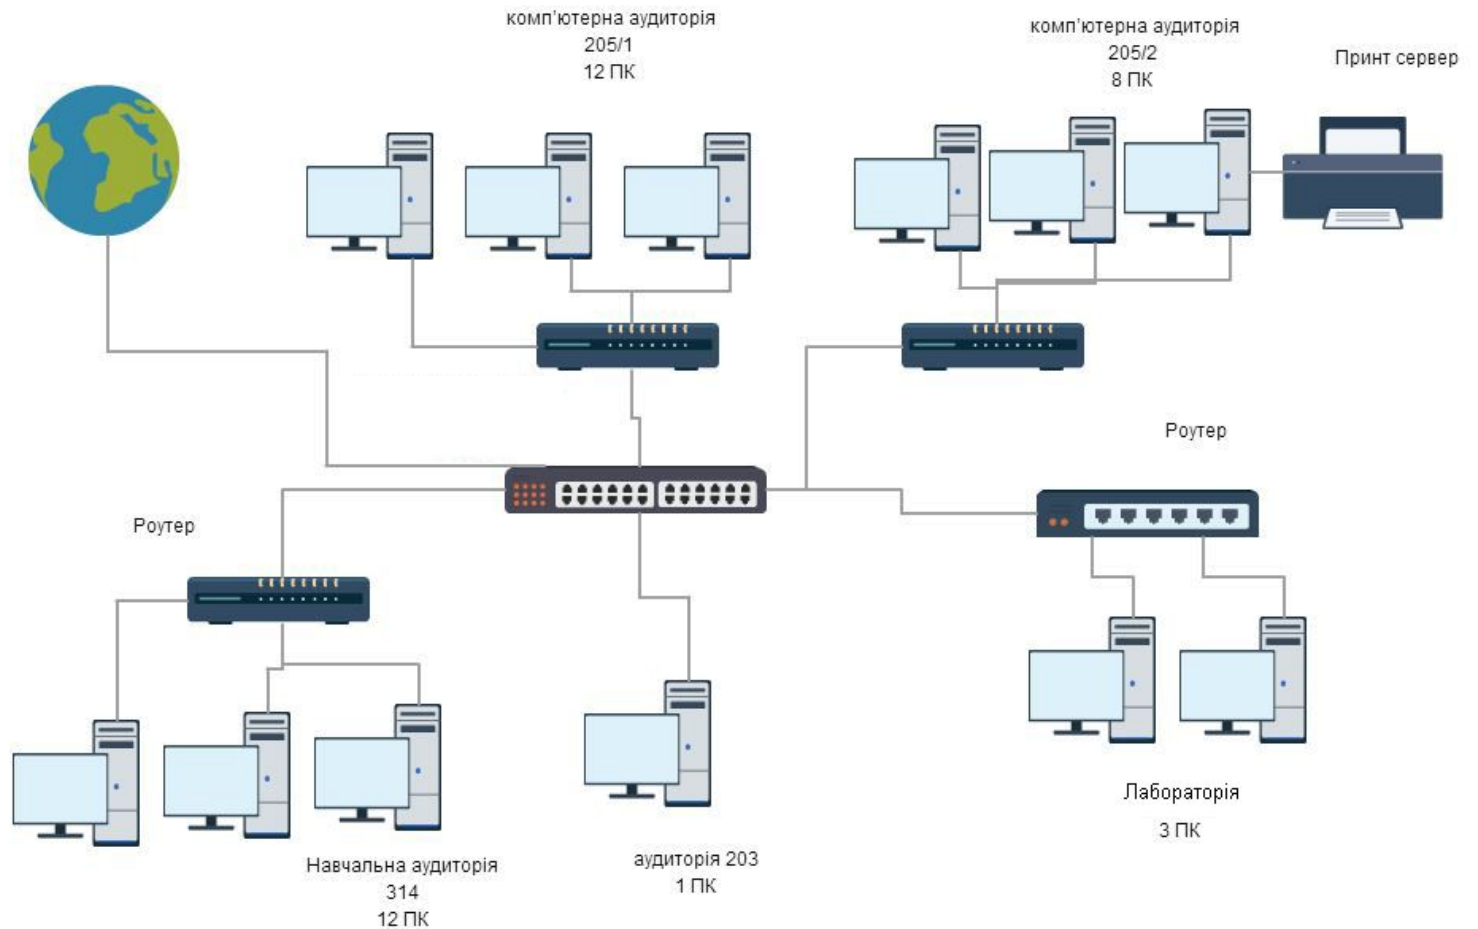 комп'ютерна аудиторія
205/1
12 ПК
комп'ютерна аудиторія
205/2
8 ПК
Принт сервер
Роутер
Роутер
Лабораторія
3 ПК
Навчальна аудиторія
314
12 ПК
аудиторія 203
1 ПК